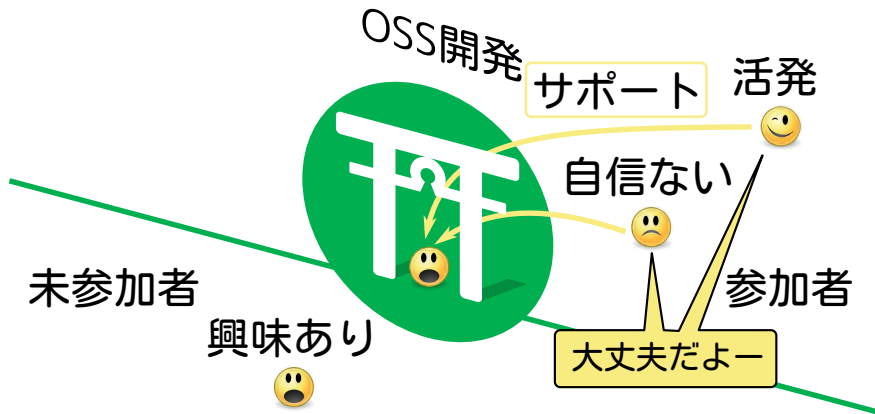 OSS開発
サポート
活発
自信ない
未参加者
参加者
興味あり
大丈夫だよー